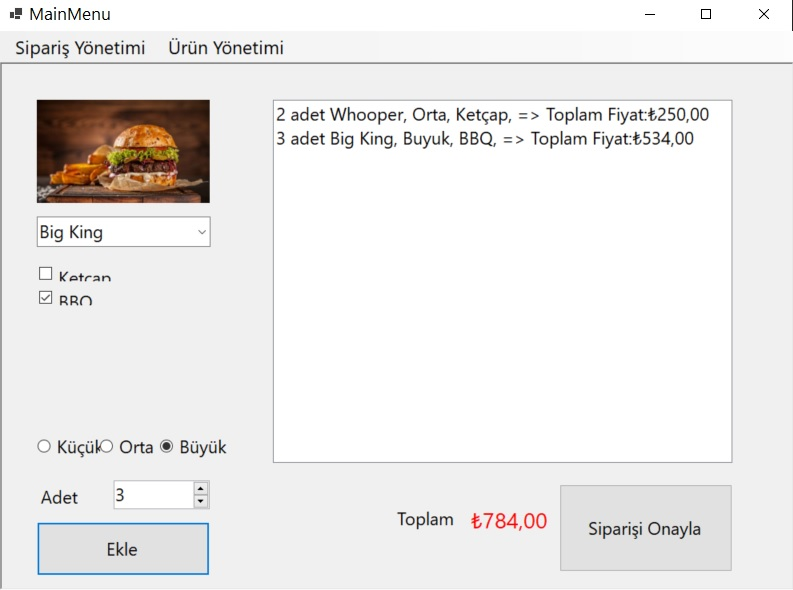 MainMenu
Sipariş Yönetimi Ürün Yönetimi
2 adet Whooper, Orta, Ketçap, => Toplam Fiyat:₺250,00
3 adet Big King, Buyuk, BBQ, => Toplam Fiyat:₺534,00
Big King
Ketçap
BBQ
Küçük Orta Büyük
Adet 3
Ekle
Toplam ₺784,00
Siparişi Onayla